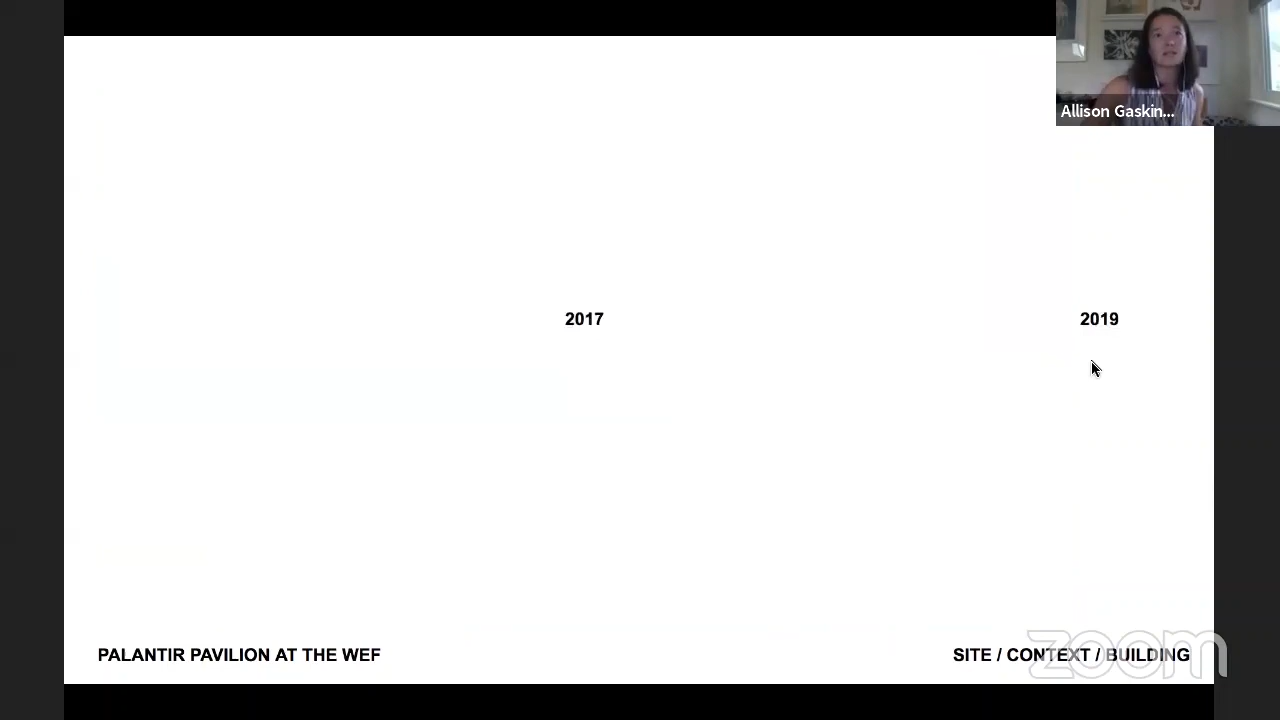 Allison Gaskin...
2017
2019
PALANTIR PAVILION AT THE WEF
SITE / CONTEXT / BUILDING
zoom